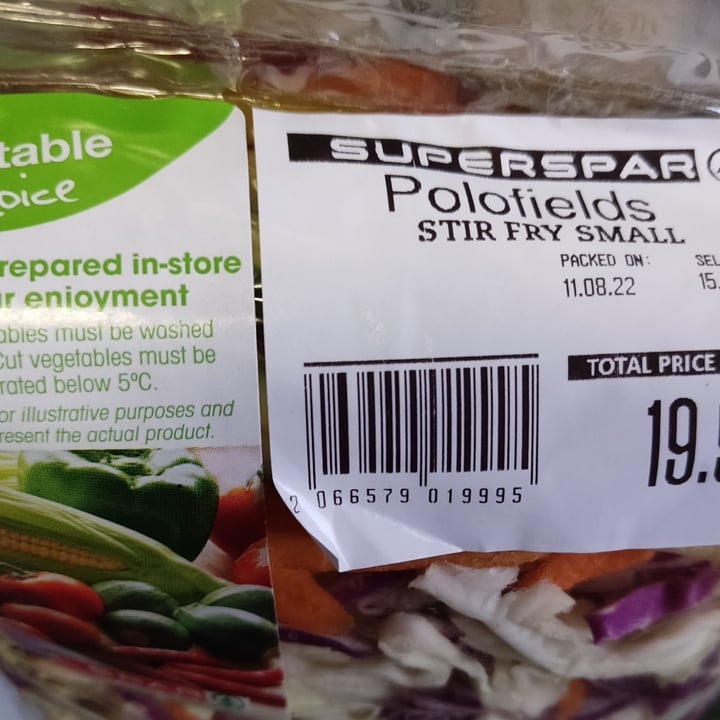 table
oice
repared in-store
r enjoyment
ables must be washed
Cut vegetables must be
rated below 5°C.
or illustrative purposes and
resent the actual product.
SUPERSPAR
Polofields
STIR FRY SMALL
PACKED ON: SEL
11.08.22 15.
TOTAL PRICE
19.
2 066579 019995